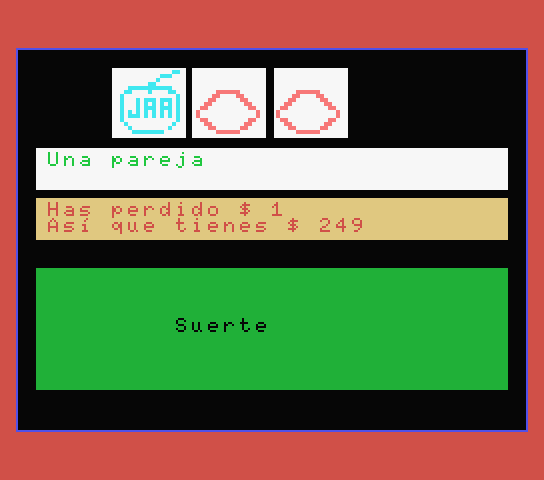 JAA
Una pareja
Has perdido $ 1
Así que tienes $ 249
Suerte